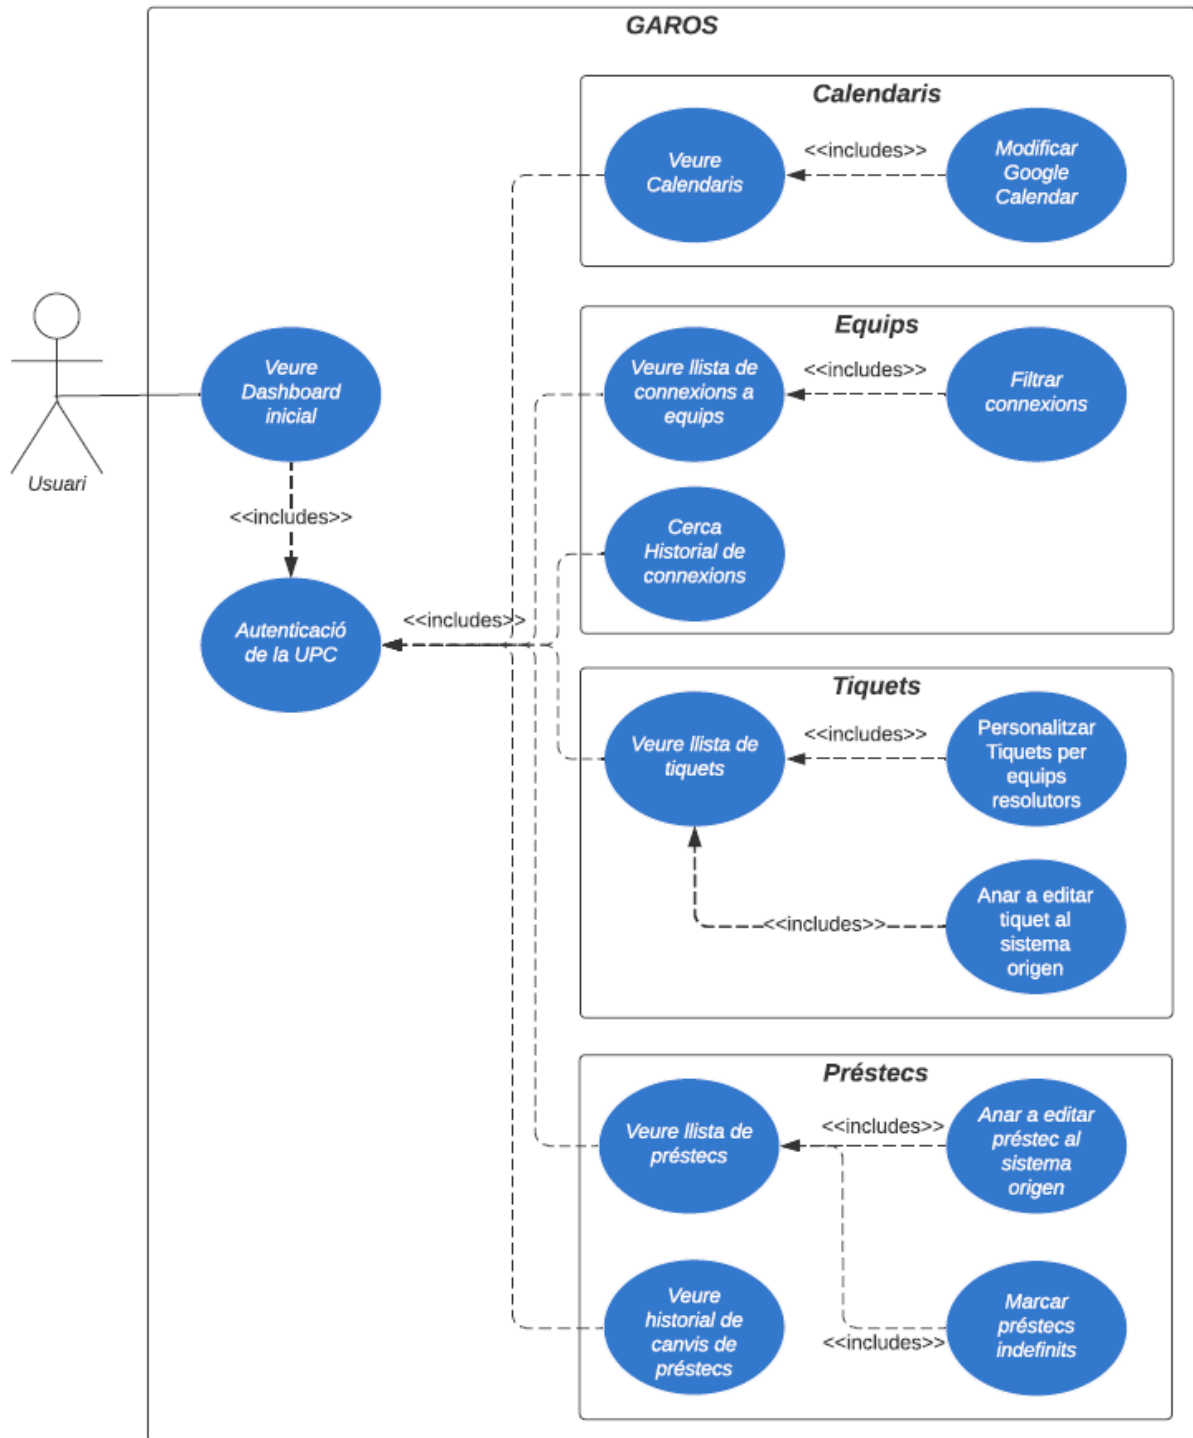 GAROS
Calendaris
Veure
Calendaris
<<includes>>
Modificar
Google
Calendar
Equips
Veure llista de
connexions a
equips
<<includes>>
Filtrar
connexions
Cerca
Historial de
connexions
Usuari
Veure
Dashboard
inicial
<<includes>>
Autenticació
de la UPC
<<includes>>
Tiquets
Veure llista de
tiquets
<<includes>>
Personalitzar
Tiquets per
equips
resolutors
<<includes>>
Anar a editar
tiquet al
sistema
origen
Préstecs
Veure llista de
préstecs
<<includes>>
Anar a editar
préstec al
sistema
origen
Veure
historial de
canvis de
préstecs
<<includes>>
Marcar
préstecs
indefinits